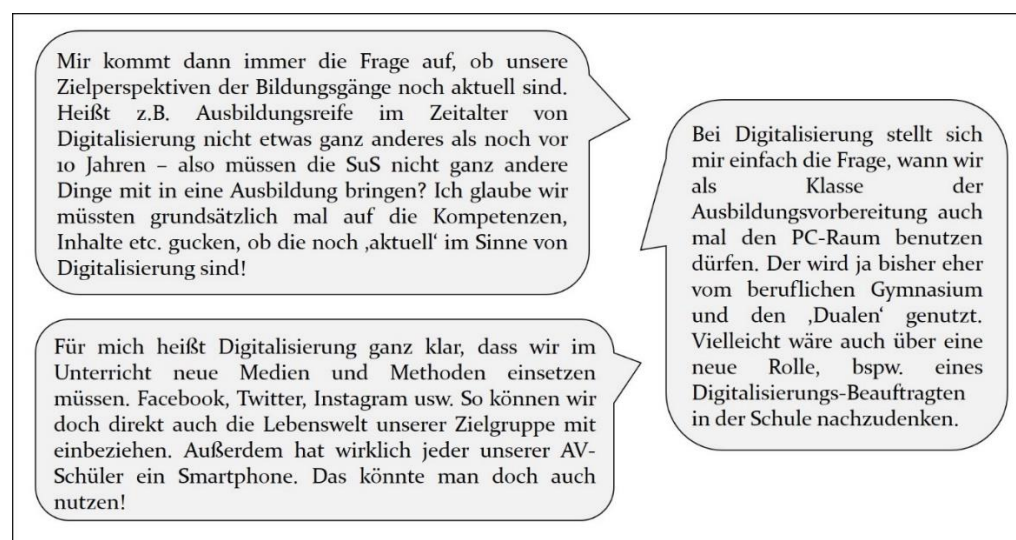 Mir kommt dann immer die Frage auf, ob unsere
Zielperspektiven der Bildungsgänge noch aktuell sind.
Heißt z.B. Ausbildungsreife im Zeitalter von
Digitalisierung nicht etwas ganz anderes als noch vor
10 Jahren – also müssen die SuS nicht ganz andere
Dinge mit in eine Ausbildung bringen? Ich glaube wir
müssten grundsätzlich mal auf die Kompetenzen,
Inhalte etc. gucken, ob die noch ‚aktuell‘ im Sinne von
Digitalisierung sind!
Bei Digitalisierung stellt sich
mir einfach die Frage, wann wir
als Klasse der
Ausbildungsvorbereitung auch
mal den PC-Raum benutzen
dürfen. Der wird ja bisher eher
vom beruflichen Gymnasium
und den ‚Dualen‘ genutzt.
Vielleicht wäre auch über eine
neue Rolle, bspw. eines
Digitalisierungs-Beauftragten
in der Schule nachzudenken.
Für mich heißt Digitalisierung ganz klar, dass wir im
Unterricht neue Medien und Methoden einsetzen
müssen. Facebook, Twitter, Instagram usw. So können wir
doch direkt auch die Lebenswelt unserer Zielgruppe mit
einbeziehen. Außerdem hat wirklich jeder unserer AV-
Schüler ein Smartphone. Das könnte man doch auch
nutzen!